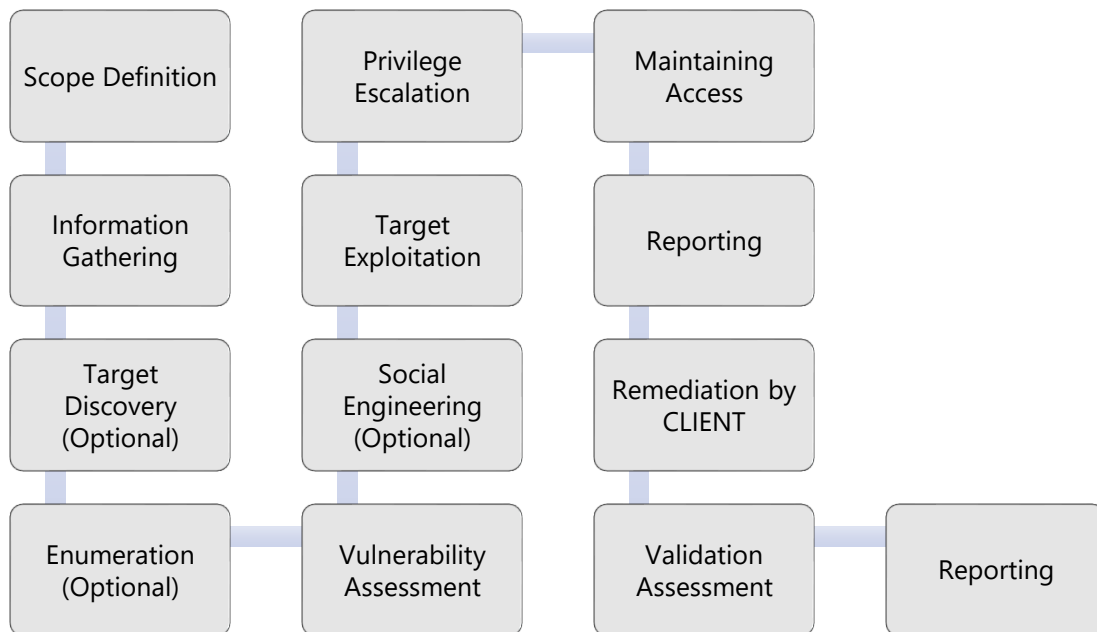 Scope Definition
Information
Gathering
Target
Discovery
(Optional)
Enumeration
(Optional)
Vulnerability
Assessment
Social
Engineering
(Optional)
Target
Exploitation
Privilege
Escalation
Maintaining
Access
Reporting
Remediation by
CLIENT
Validation
Assessment
Reporting